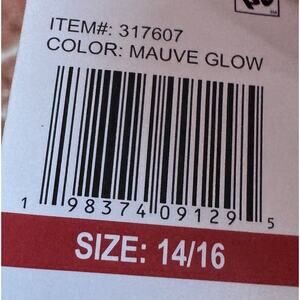 ITEM#: 317607
COLOR: MAUVE GLOW
1 98374 09129 5
SIZE: 14/16